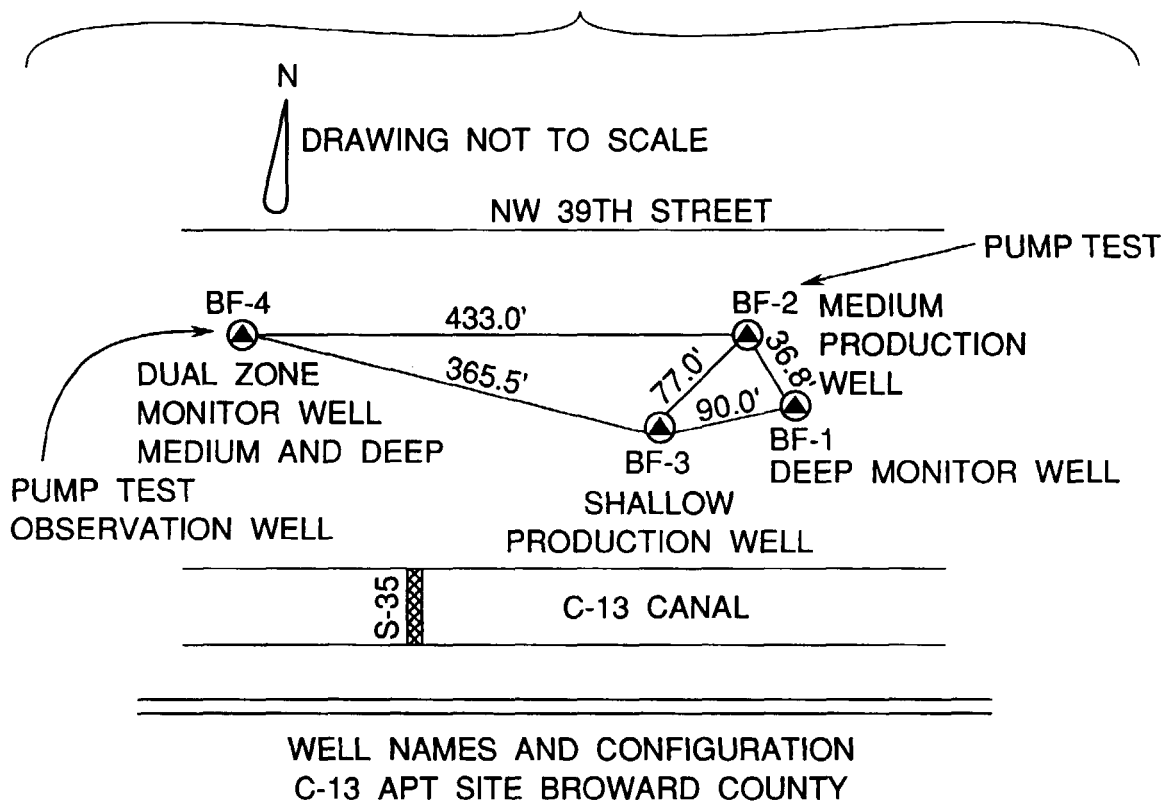 N
DRAWING NOT TO SCALE
NW 39TH STREET
PUMP TEST
BF-4
433.0'
BF-2
MEDIUM
PRODUCTION
WELL
DUAL ZONE
MONITOR WELL
MEDIUM AND DEEP
365.5'
77.0'
36.8'
90.0'
BF-1
DEEP MONITOR WELL
BF-3
SHALLOW
PRODUCTION WELL
PUMP TEST
OBSERVATION WELL
S-35
C-13 CANAL
WELL NAMES AND CONFIGURATION
C-13 APT SITE BROWARD COUNTY